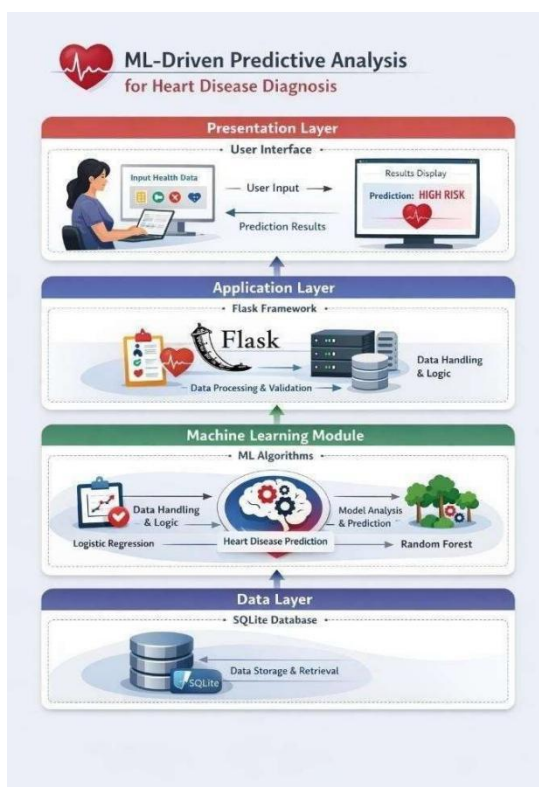 ML-Driven Predictive Analysis
for Heart Disease Diagnosis
Presentation Layer
User Interface
Input Health Data
User Input
Prediction Results
Results Display
Prediction: HIGH RISK
Application Layer
Flask Framework
Flask
Data Processing & Validation
Data Handling
& Logic
Machine Learning Module
ML Algorithms
Data Handling
& Logic
Logistic Regression
Heart Disease Prediction
Model Analysis
& Prediction
Random Forest
Data Layer
SQLite Database
SQLite
Data Storage & Retrieval